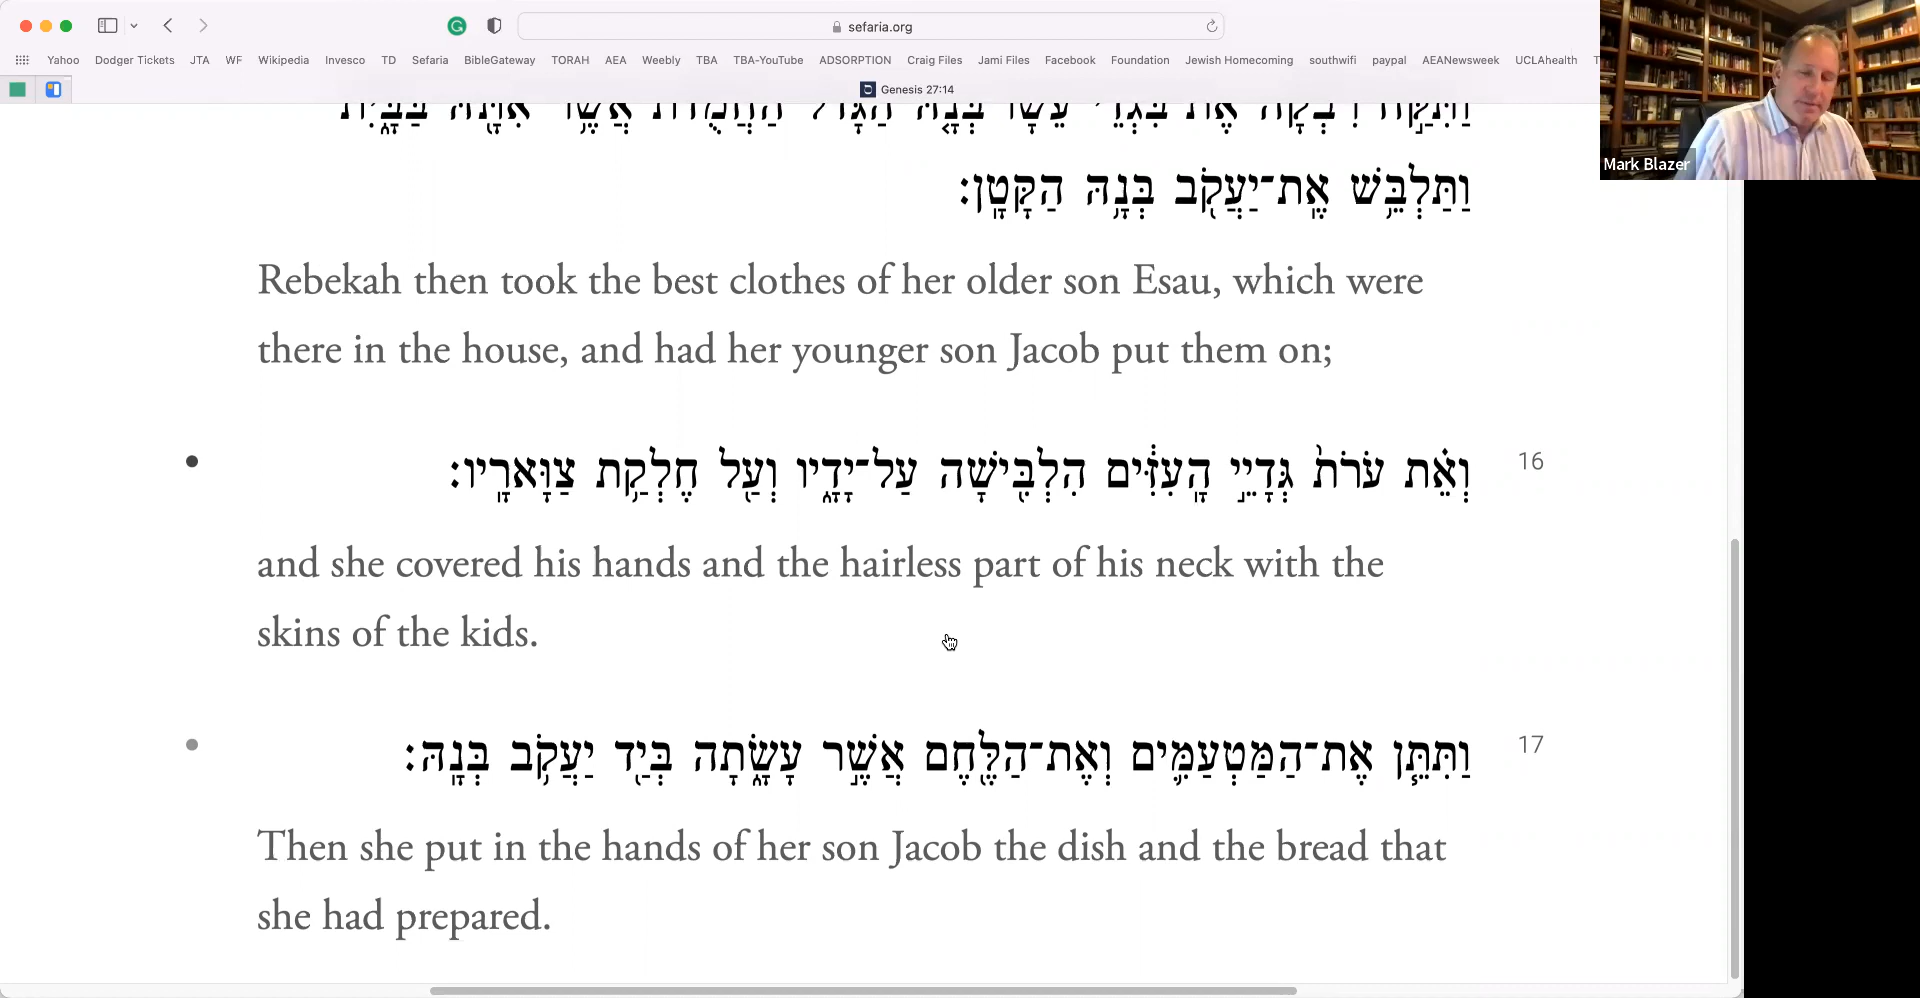 sefaria.org
Yahoo Dodger Tickets JTA WF Wikipedia Invesco TD Sefaria BibleGateway TORAH AEA Weebly TBA TBA-YouTube ADSORPTION Craig Files Jami Files Facebook Foundation Jewish Homecoming southwifi paypal AEANewsweek UCLAhealth
Genesis 27:14
Mark Blazer
וַתַּלְבֵּ֥שׁ אֶֽת־יַעֲקֹ֖ב בְּנָ֥הּ הַקָּטָֽן׃
Rebekah then took the best clothes of her older son Esau, which were
there in the house, and had her younger son Jacob put them on;
16
וְאֵ֗ת עֹרֹת֙ גְּדָיֵ֣י הָֽעִזִּ֔ים הִלְבִּ֖ישָׁה עַל־יָדָ֑יו וְעַ֖ל חֶלְקַ֥ת צַוָּארָֽיו׃
and she covered his hands and the hairless part of his neck with the
skins of the kids.
17
וַתִּתֵּ֧ן אֶת־הַמַּטְעַמִּ֛ים וְאֶת־הַלֶּ֖חֶם אֲשֶׁ֣ר עָשָׂ֑תָה בְּיַ֖ד יַעֲקֹ֥ב בְּנָֽהּ׃
Then she put in the hands of her son Jacob the dish and the bread that
she had prepared.